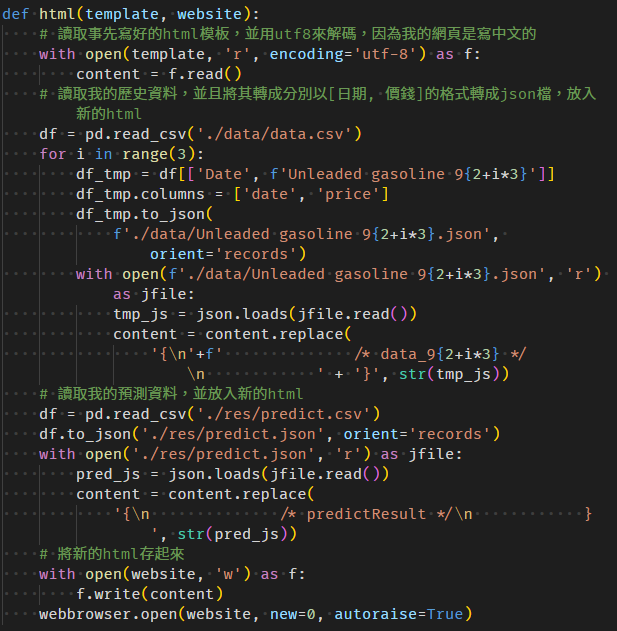 def html(template, website):
    # 讀取事先寫好的html模板，並用utf8來解碼，因為我的網頁是寫中文的
    with open(template, 'r', encoding='utf-8') as f:
        content = f.read()
    # 讀取我的歷史資料，並且將其轉成分別以[日期, 價錢]的格式轉成json檔，放入
        新的html
    df = pd.read_csv('./data/data.csv')
    for i in range(3):
        df_tmp = df[['Date', f'Unleaded gasoline 9{2+i*3}']]
        df_tmp.columns = ['date', 'price']
        df_tmp.to_json(
            f'./data/Unleaded gasoline 9{2+i*3}.json',
                orient='records')
        with open(f'./data/Unleaded gasoline 9{2+i*3}.json', 'r')
            as jfile:
            tmp_js = json.loads(jfile.read())
            content = content.replace(
                '{\n'+f'              /* data_9{2+i*3} */
                    \n            ' + '}', str(tmp_js))
    # 讀取我的預測資料，並放入新的html
    df = pd.read_csv('./res/predict.csv')
    df.to_json('./res/predict.json', orient='records')
    with open('./res/predict.json', 'r') as jfile:
        pred_js = json.loads(jfile.read())
        content = content.replace(
            '{\n              /* predictResult */\n            }
                ', str(pred_js))
    # 將新的html存起來
    with open(website, 'w') as f:
        f.write(content)
    webbrowser.open(website, new=0, autoraise=True)